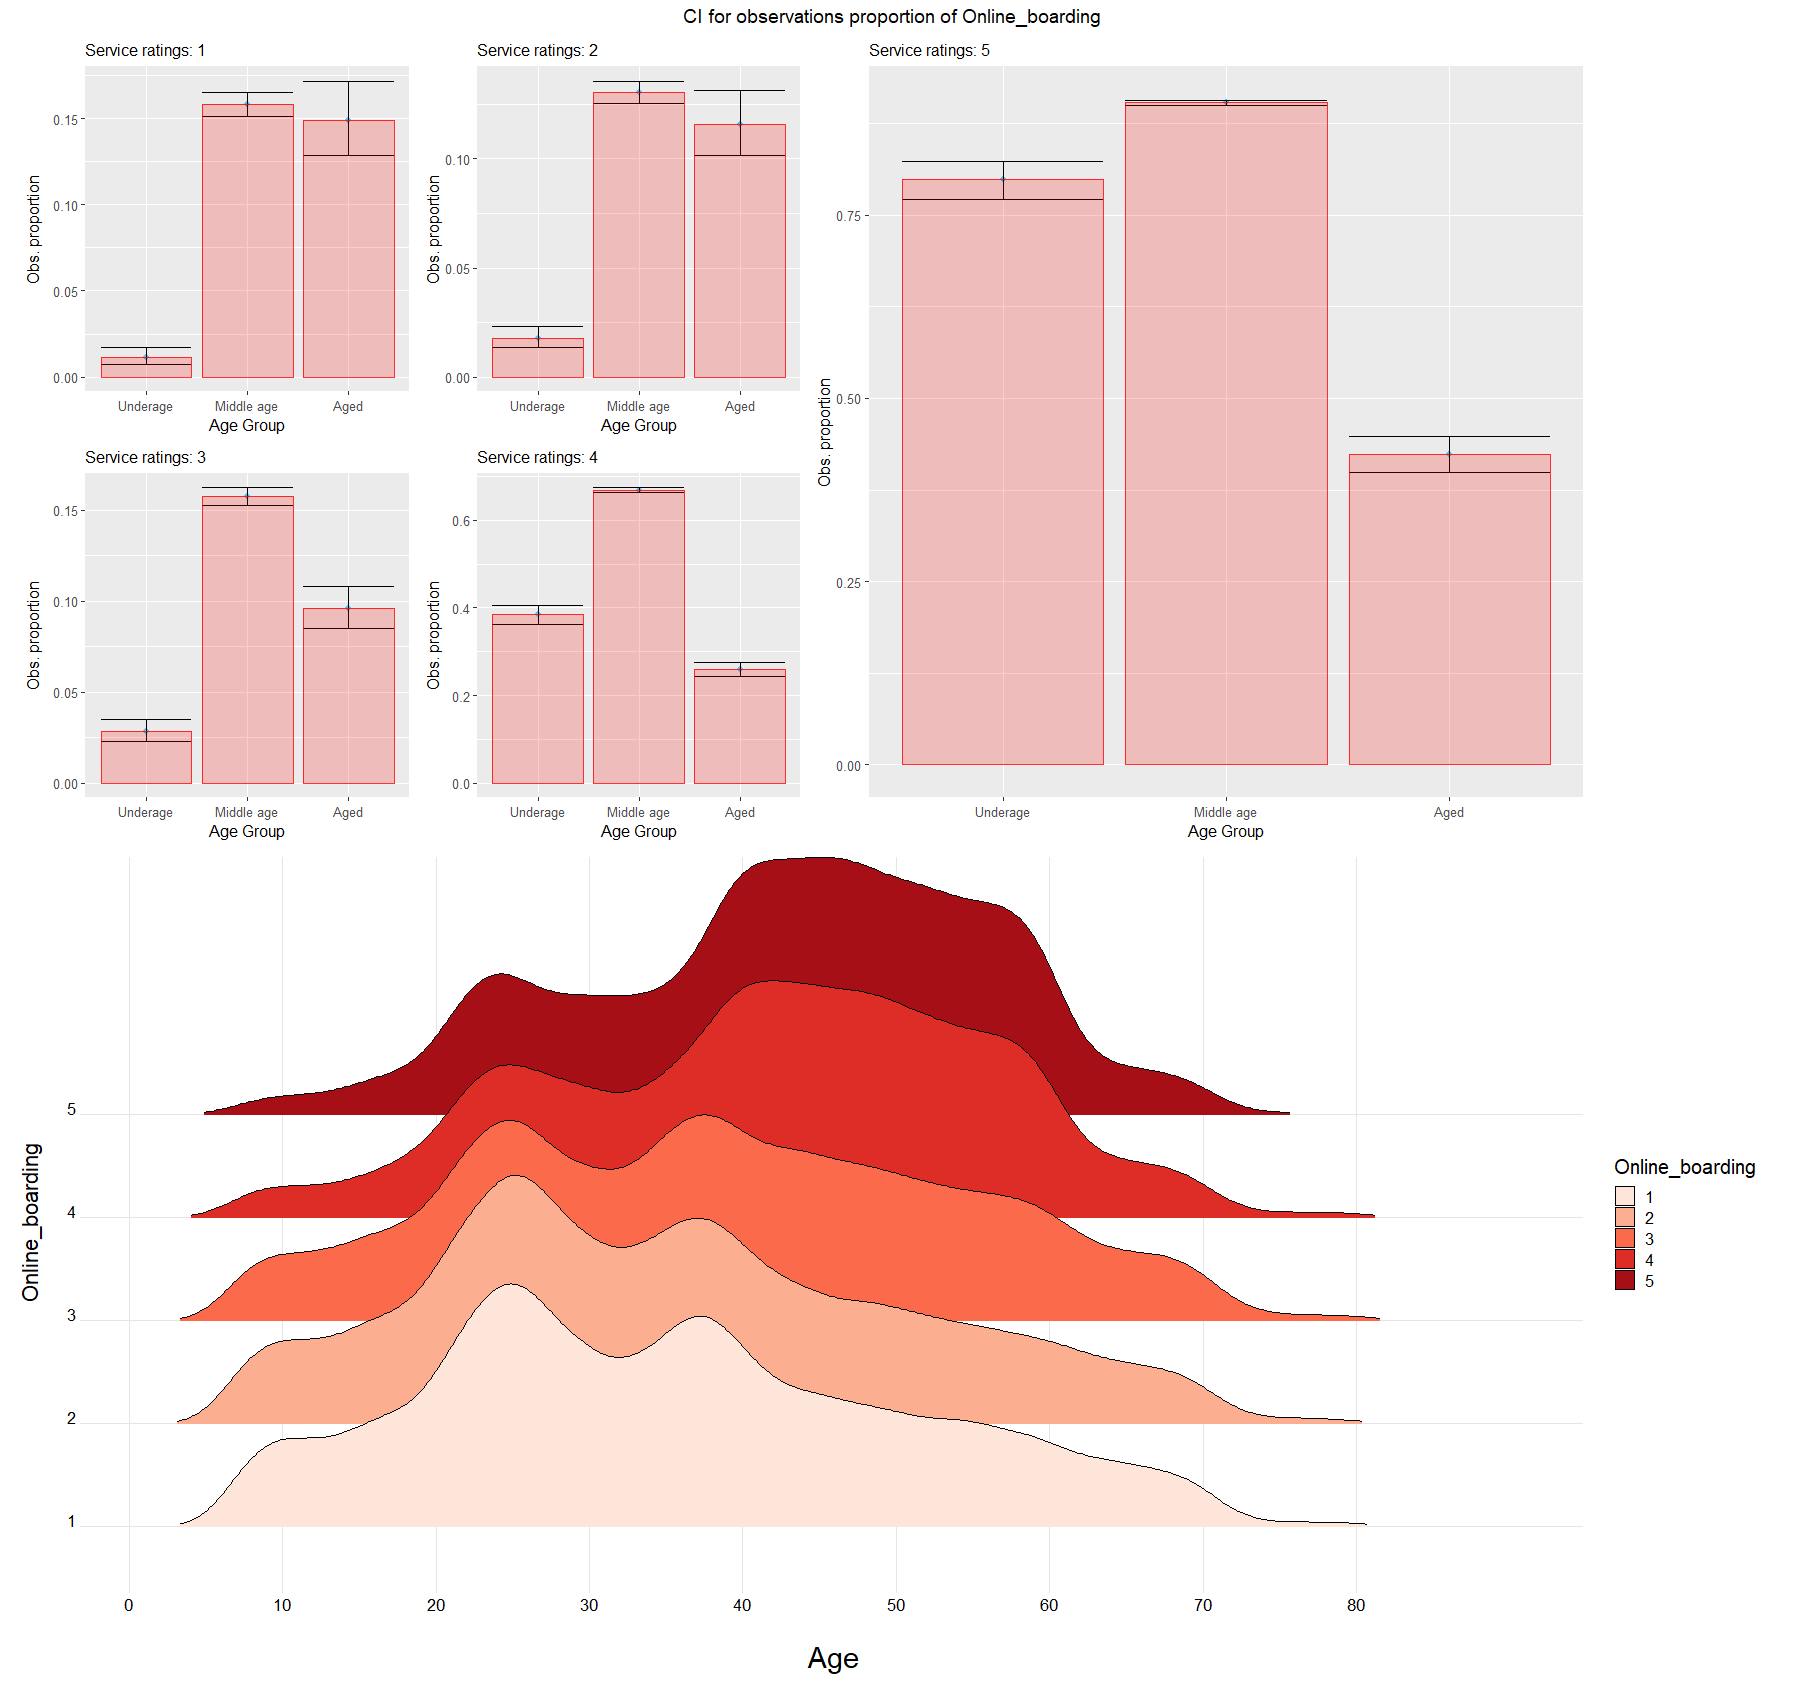 CI for observations proportion of Online_boarding
Service ratings: 1
Obs. proportion
0.15
0.10
0.05
0.00
Underage Middle age Aged
Age Group
Service ratings: 2
Obs. proportion
0.10
0.05
0.00
Underage Middle age Aged
Age Group
Service ratings: 5
Obs. proportion
0.75
0.50
0.25
0.00
Underage Middle age Aged
Age Group
Service ratings: 3
Obs. proportion
0.15
0.10
0.05
0.00
Underage Middle age Aged
Age Group
Service ratings: 4
Obs. proportion
0.6
0.4
0.2
0.0
Underage Middle age Aged
Age Group
Online_boarding
5
4
3
2
1
0 10 20 30 40 50 60 70 80
Age
Online_boarding
1
2
3
4
5